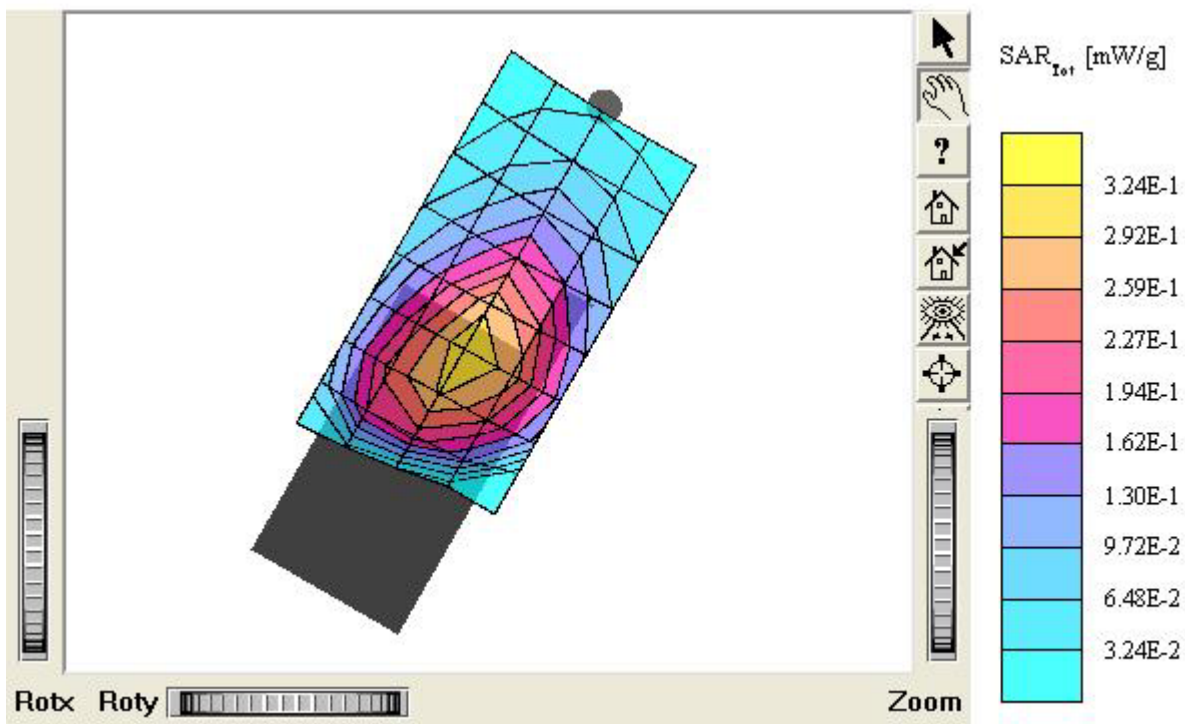 SAR_Tot [mW/g]
?
3.24E-1
2.92E-1
2.59E-1
2.27E-1
1.94E-1
1.62E-1
1.30E-1
9.72E-2
6.48E-2
3.24E-2
Rotx Roty Zoom